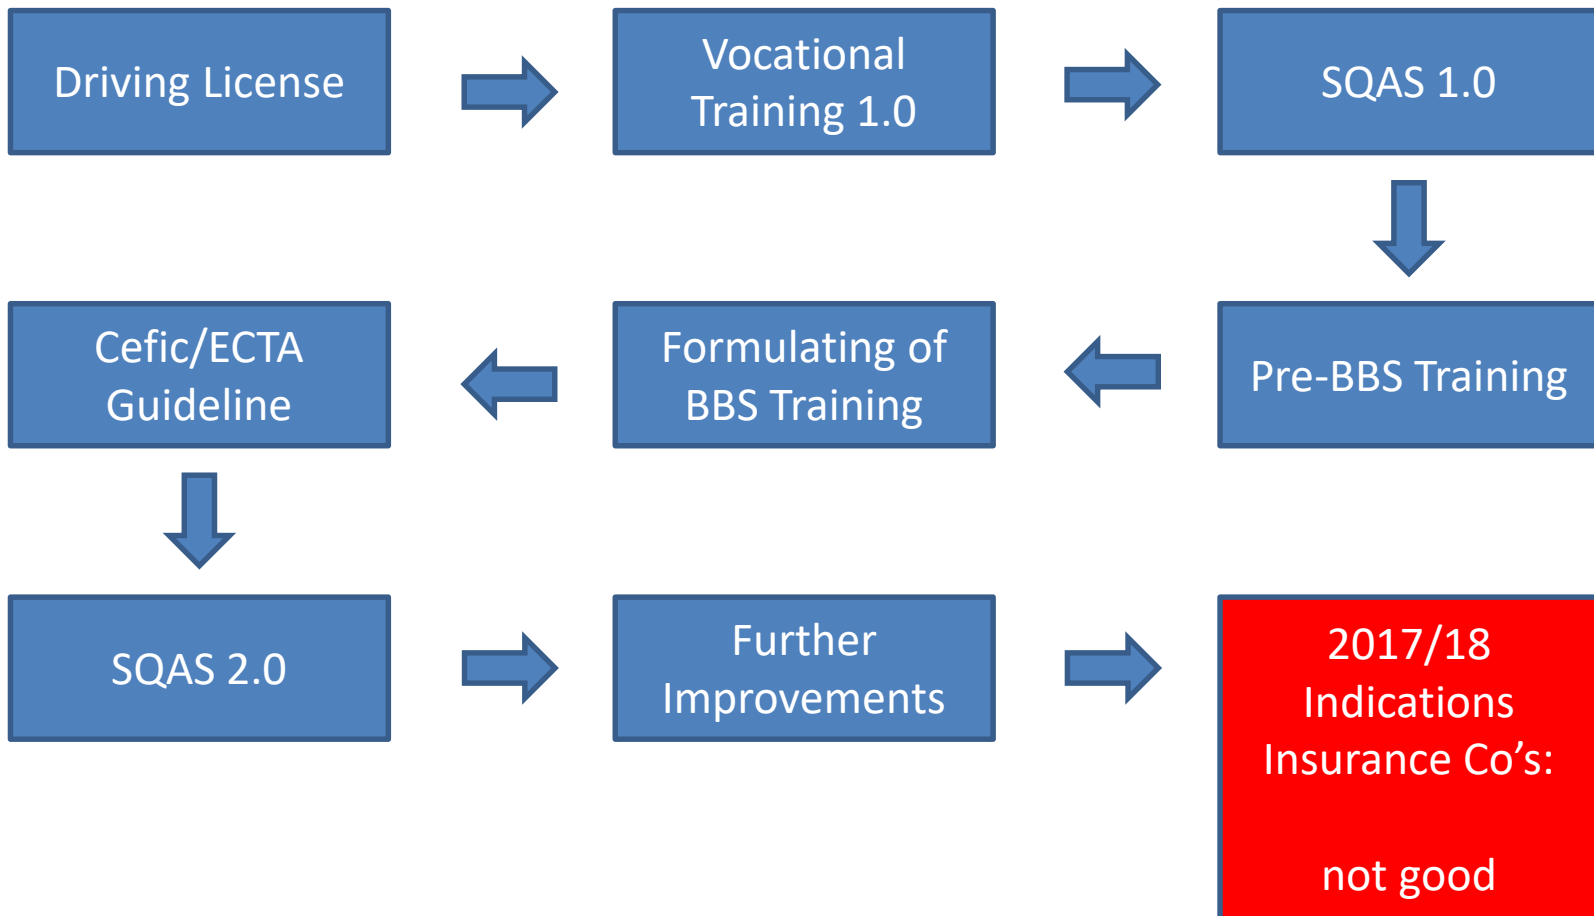 Driving License
Vocational
Training 1.0
SQAS 1.0
Pre-BBS Training
Formulating of
BBS Training
Cefic/ECTA
Guideline
SQAS 2.0
Further
Improvements
2017/18
Indications
Insurance Co’s:
not good